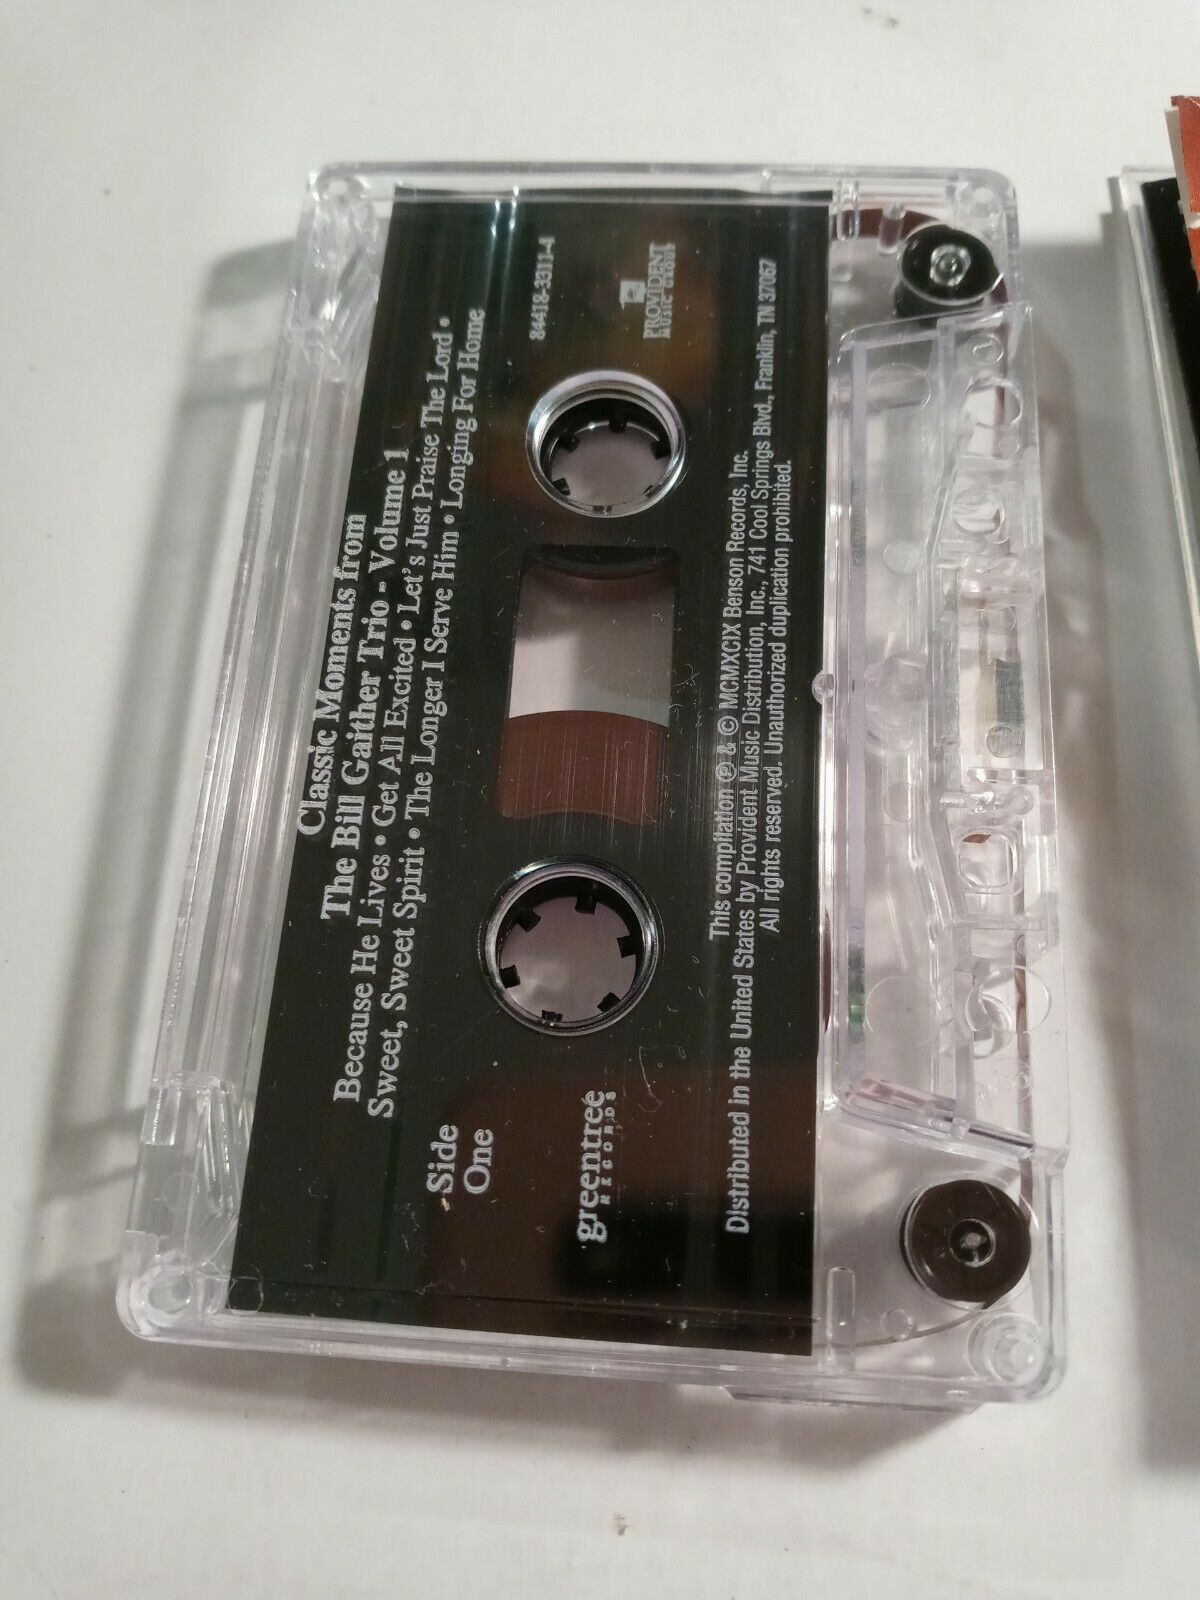 Classic Moments from
The Bill Gaither Trio - Volume 1
Because He Lives • Get All Excited • Let's Just Praise The Lord •
Sweet, Sweet Spirit • The Longer I Serve Him • Longing For Home
Side
One
84418-3311-4
greentree
RECORDS
PROVIDENT
MUSIC GROUP
This compilation ℗ & © MCMXCIX Benson Records, Inc.
Distributed in the United States by Provident Music Distribution, Inc., 741 Cool Springs Blvd., Franklin, TN 37067
All rights reserved. Unauthorized duplication prohibited.